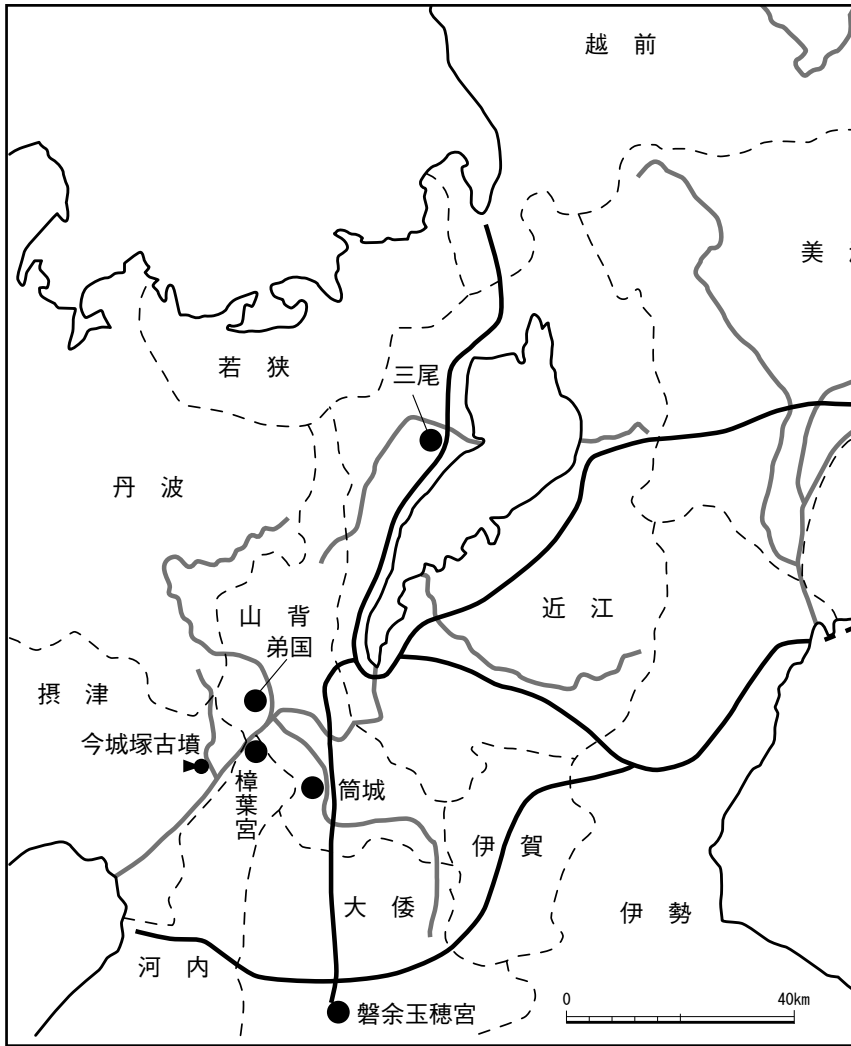 越 前
美
若 狭
三尾
丹 波
近 江
山 背
弟国
摂 津
今城塚古墳
樟葉宮
筒城
伊 賀
大 倭
伊 勢
河 内
0 40km
磐余玉穂宮